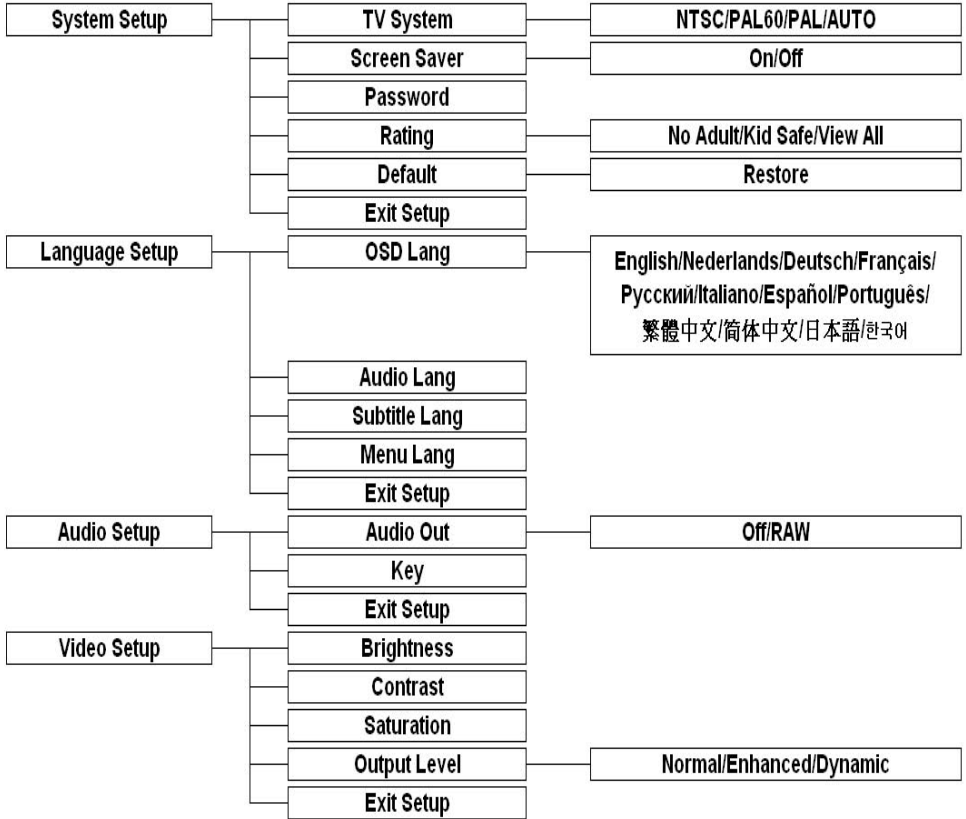 System Setup
TV System
NTSC/PAL60/PAL/AUTO
Screen Saver
On/Off
Password
Rating
No Adult/Kid Safe/View All
Default
Restore
Exit Setup
Language Setup
OSD Lang
English/Nederlands/Deutsch/Français/
Русский/Italiano/Español/Português/
繁體中文/简体中文/日本語/한국어
Audio Lang
Subtitle Lang
Menu Lang
Exit Setup
Audio Setup
Audio Out
Off/RAW
Key
Exit Setup
Video Setup
Brightness
Contrast
Saturation
Output Level
Normal/Enhanced/Dynamic
Exit Setup